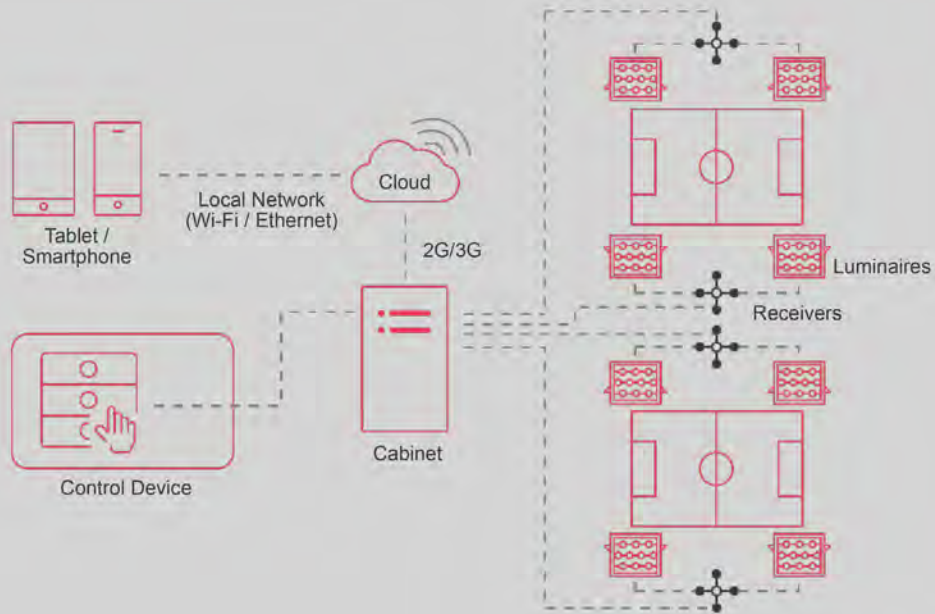 Cloud
Local Network
(Wi-Fi / Ethernet)
Tablet /
Smartphone
2G/3G
Luminaires
Receivers
Cabinet
Control Device